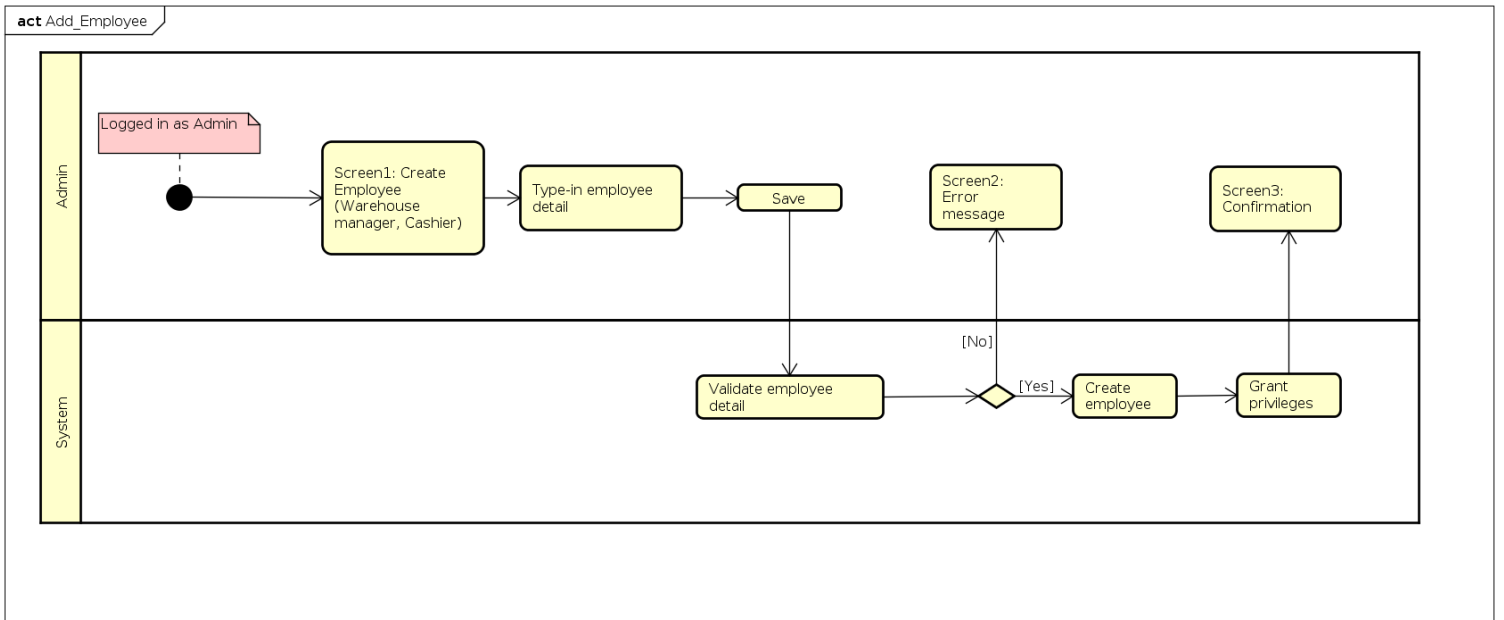 act Add_Employee
Admin
Logged in as Admin
Screen1: Create
Employee
(Warehouse
manager, Cashier)
Type-in employee
detail
Save
Screen2:
Error
message
Screen3:
Confirmation
System
[No]
Validate employee
detail
[Yes]
Create
employee
Grant
privileges